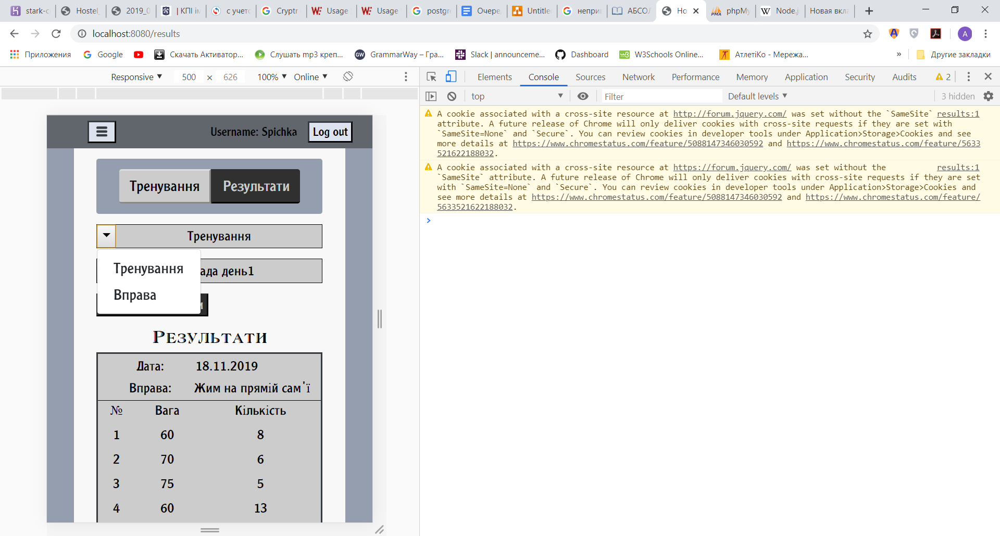 stark-c
Hostel_
2019_0
| КПІ ім
с учето
Cryptr
Usage
Usage
postgr
Очеред
Untitle
неприв
АБСОЛ
Ho
phpMy
Node.j
Новая вкла
localhost:8080/results
A
Приложения
Google
Скачать Активатор...
Слушать mp3 креп...
GrammarWay – Гра...
Slack | announceme...
Dashboard
W3Schools Online...
АтлетіКо - Мережа...
»
Другие закладки
Responsive
500 × 626
100%
Online
Elements
Console
Sources
Network
Performance
Memory
Application
Security
Audits
2
top
Filter
Default levels
3 hidden
A cookie associated with a cross-site resource at http://forum.jquery.com/ was set without the `SameSite` results:1
attribute. A future release of Chrome will only deliver cookies with cross-site requests if they are set with
`SameSite=None` and `Secure`. You can review cookies in developer tools under Application>Storage>Cookies and see
more details at https://www.chromestatus.com/feature/5088147346030592 and https://www.chromestatus.com/feature/5633
521622188032.
A cookie associated with a cross-site resource at https://forum.jquery.com/ was set without the results:1
`SameSite` attribute. A future release of Chrome will only deliver cookies with cross-site requests if they are set
with `SameSite=None` and `Secure`. You can review cookies in developer tools under Application>Storage>Cookies and
see more details at https://www.chromestatus.com/feature/5088147346030592 and https://www.chromestatus.com/feature/
5633521622188032.
Username: Spichka
Log out
Тренування
Результати
Тренування
Тренування
ада день1
Вправа
Результати
Дата: 18.11.2019
Вправа: Жим на прямій сам'ї
№ Вага Кількість
1 60 8
2 70 6
3 75 5
4 60 13